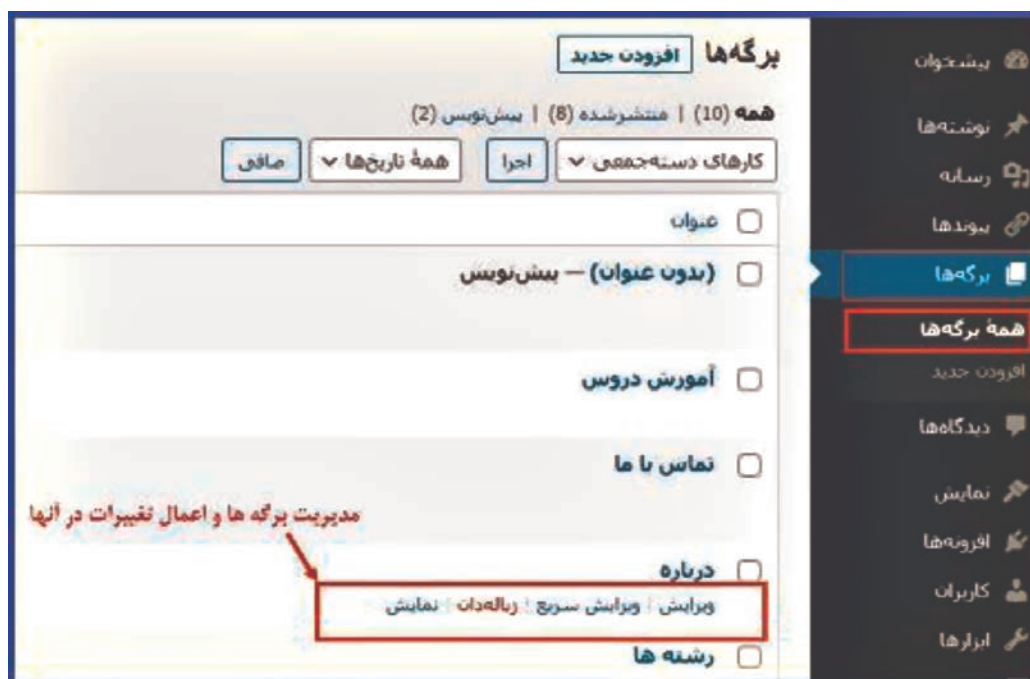 پیشخوان
نوشته‌ها
رسانه
پیوندها
برگه‌ها
همهٔ برگه‌ها
افزودن جدید
دیدگاه‌ها
نمایش
افزونه‌ها
کاربران
ابزارها
برگه‌ها افزودن جدید
همه (10) | منتشرشده (8) | پیش‌نویس (2)
کارهای دسته‌جمعی اجرا همهٔ تاریخ‌ها صافی
عنوان
(بدون عنوان) — پیش‌نویس
آموزش دروس
تماس با ما
مدیریت برگه ها و اعمال تغییرات در آنها
درباره
ویرایش | ویرایش سریع | زباله‌دان | نمایش
رشته ها